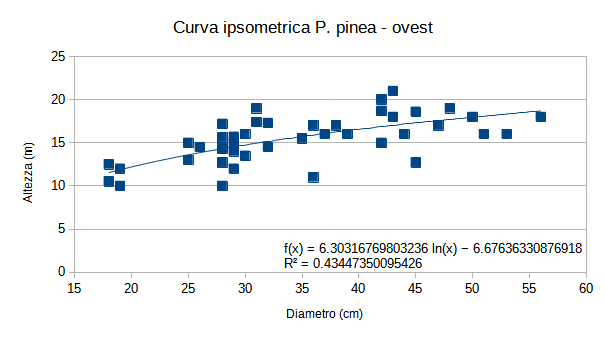 Curva ipsometrica P. pinea - ovest
25
20
15
10
5
0
Altezza (m)
f(x) = 6.30316769803236 ln(x) − 6.67636330876918
R² = 0.43447350095426
15 20 25 30 35 40 45 50 55 60
Diametro (cm)